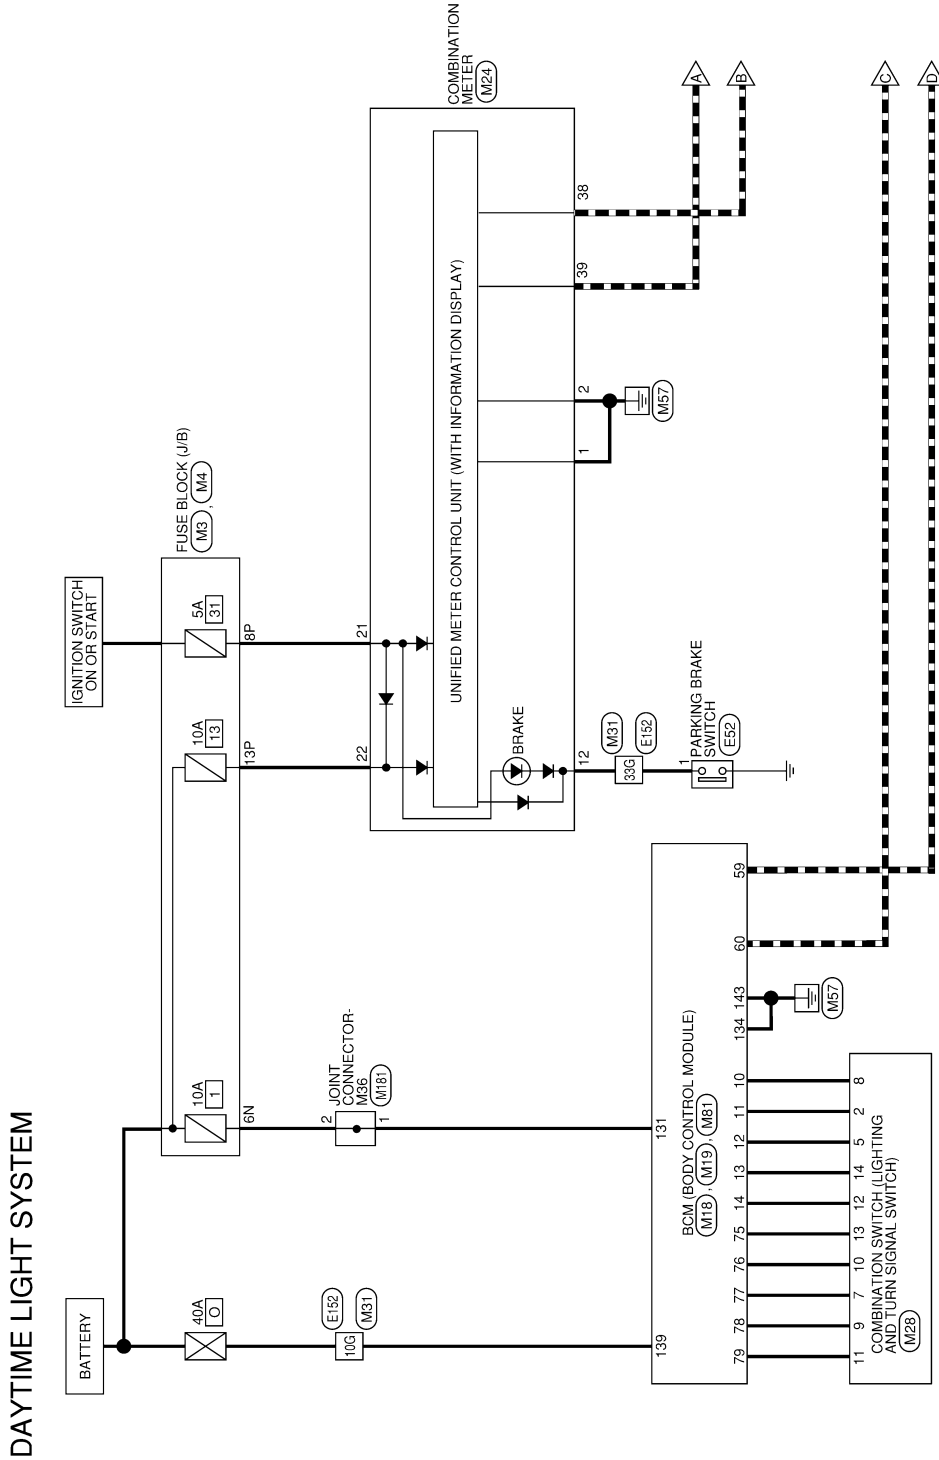 DAYTIME LIGHT SYSTEM
BATTERY
IGNITION SWITCH
ON OR START
40A
O
10A
1
10A
13
5A
31
FUSE BLOCK (J/B)
M3 , M4
6N
13P
8P
E152
10G
M31
JOINT
CONNECTOR-
M36
M181
2
1
22
21
COMBINATION
METER
M24
UNIFIED METER CONTROL UNIT (WITH INFORMATION DISPLAY)
BRAKE
12
1
2
39
38
M57
M31
33G
E152
1
PARKING BRAKE
SWITCH
E52
A
B
C
D
139
131
BCM (BODY CONTROL MODULE)
M18 , M19 , M81
79
78
77
76
75
14
13
12
11
10
134
143
60
59
M57
11
9
7
10
13
12
14
5
2
8
COMBINATION SWITCH (LIGHTING
AND TURN SIGNAL SWITCH)
M28